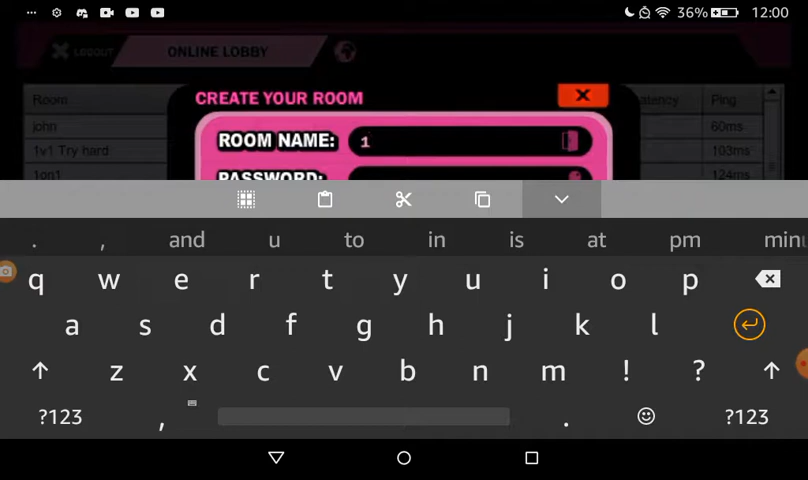 36% 12:00
LOGOUT ONLINE LOBBY
Room Ping
CREATE YOUR ROOM
john 60ms
ROOM NAME: 1
1v1 Try hard 103ms
1on1 124ms
PASSWORD:
. , and u to in is at pm minu
q w e r t y u i o p
a s d f g h j k l
z x c v b n m ! ?
?123 , . ?123